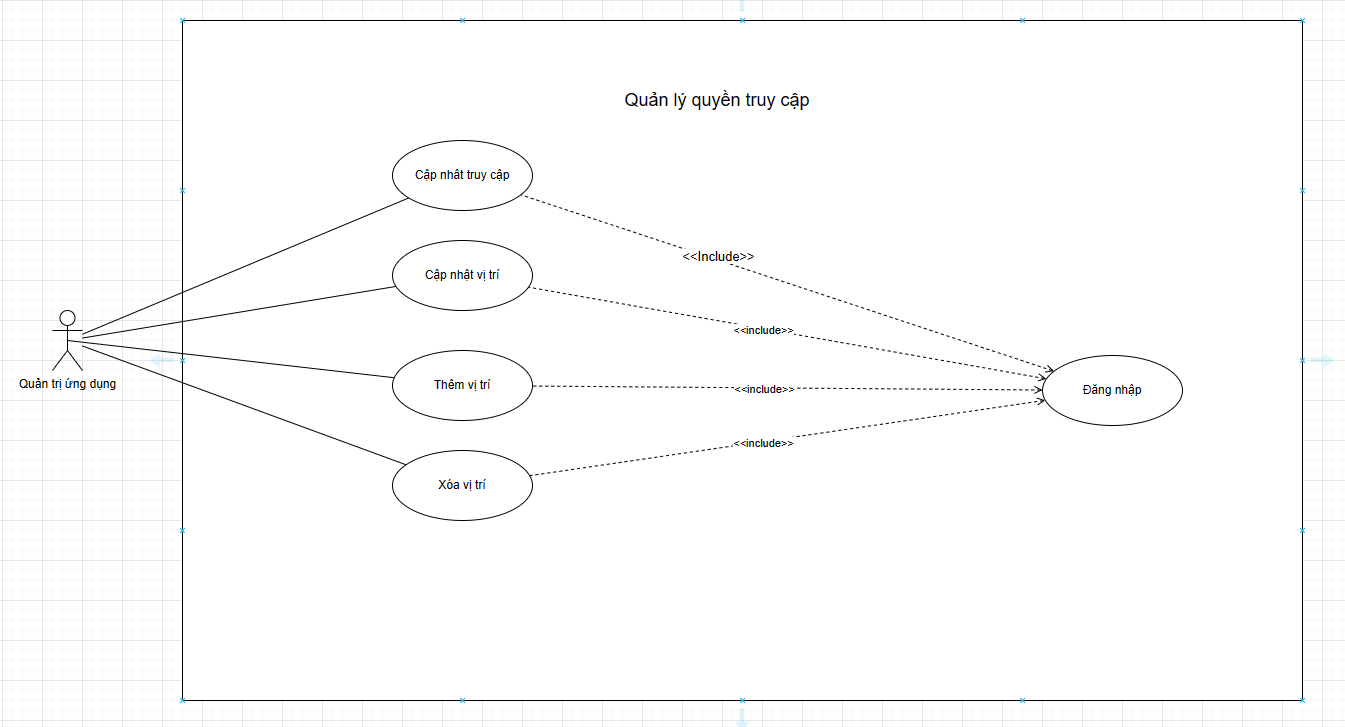 Quản lý quyền truy cập
Cập nhât truy cập
<<Include>>
Cập nhật vị trí
<<include>>
Quản trị ứng dụng
Thêm vị trí
<<include>>
Đăng nhập
<<include>>
Xóa vị trí